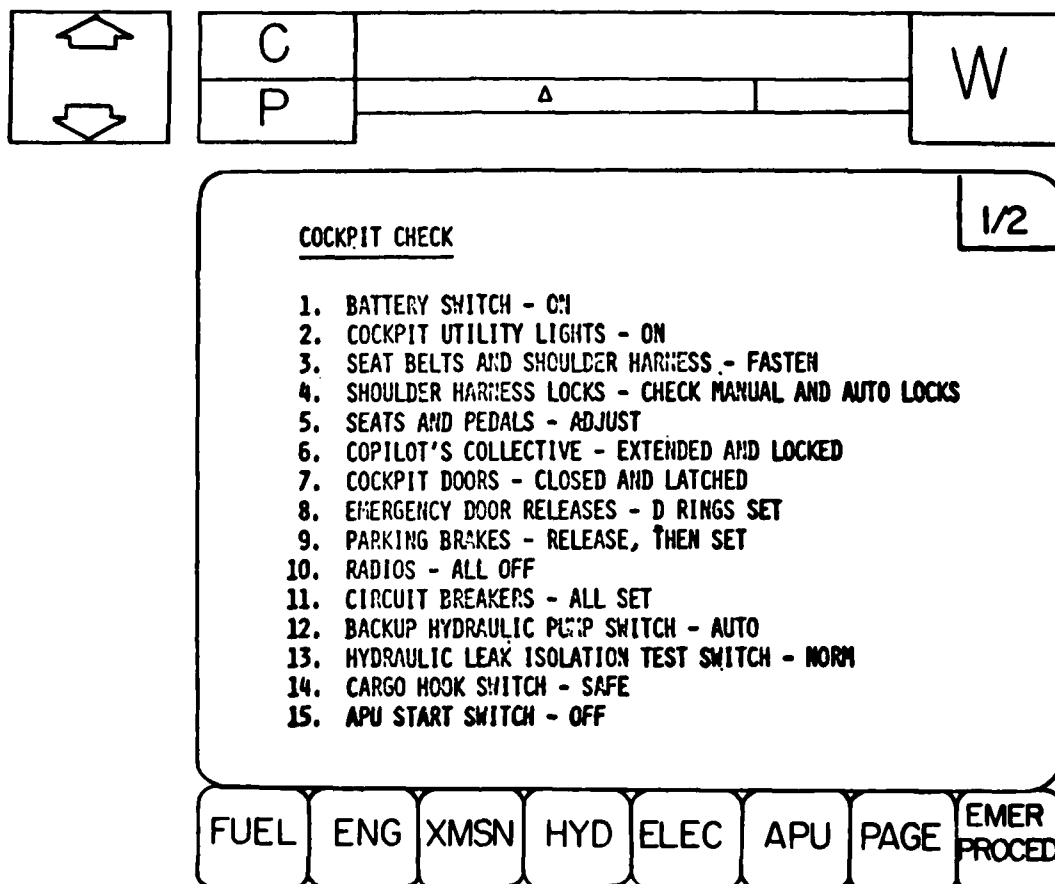 C
W
P
1/2
COCKPIT CHECK
1. BATTERY SWITCH - ON
2. COCKPIT UTILITY LIGHTS - ON
3. SEAT BELTS AND SHOULDER HARNESS - FASTEN
4. SHOULDER HARNESS LOCKS - CHECK MANUAL AND AUTO LOCKS
5. SEATS AND PEDALS - ADJUST
6. COPILOT'S COLLECTIVE - EXTENDED AND LOCKED
7. COCKPIT DOORS - CLOSED AND LATCHED
8. EMERGENCY DOOR RELEASES - D RINGS SET
9. PARKING BRAKES - RELEASE, THEN SET
10. RADIOS - ALL OFF
11. CIRCUIT BREAKERS - ALL SET
12. BACKUP HYDRAULIC PUMP SWITCH - AUTO
13. HYDRAULIC LEAK ISOLATION TEST SWITCH - NORM
14. CARGO HOOK SWITCH - SAFE
15. APU START SWITCH - OFF
FUEL ENG XMSN HYD ELEC APU PAGE EMER PROCED